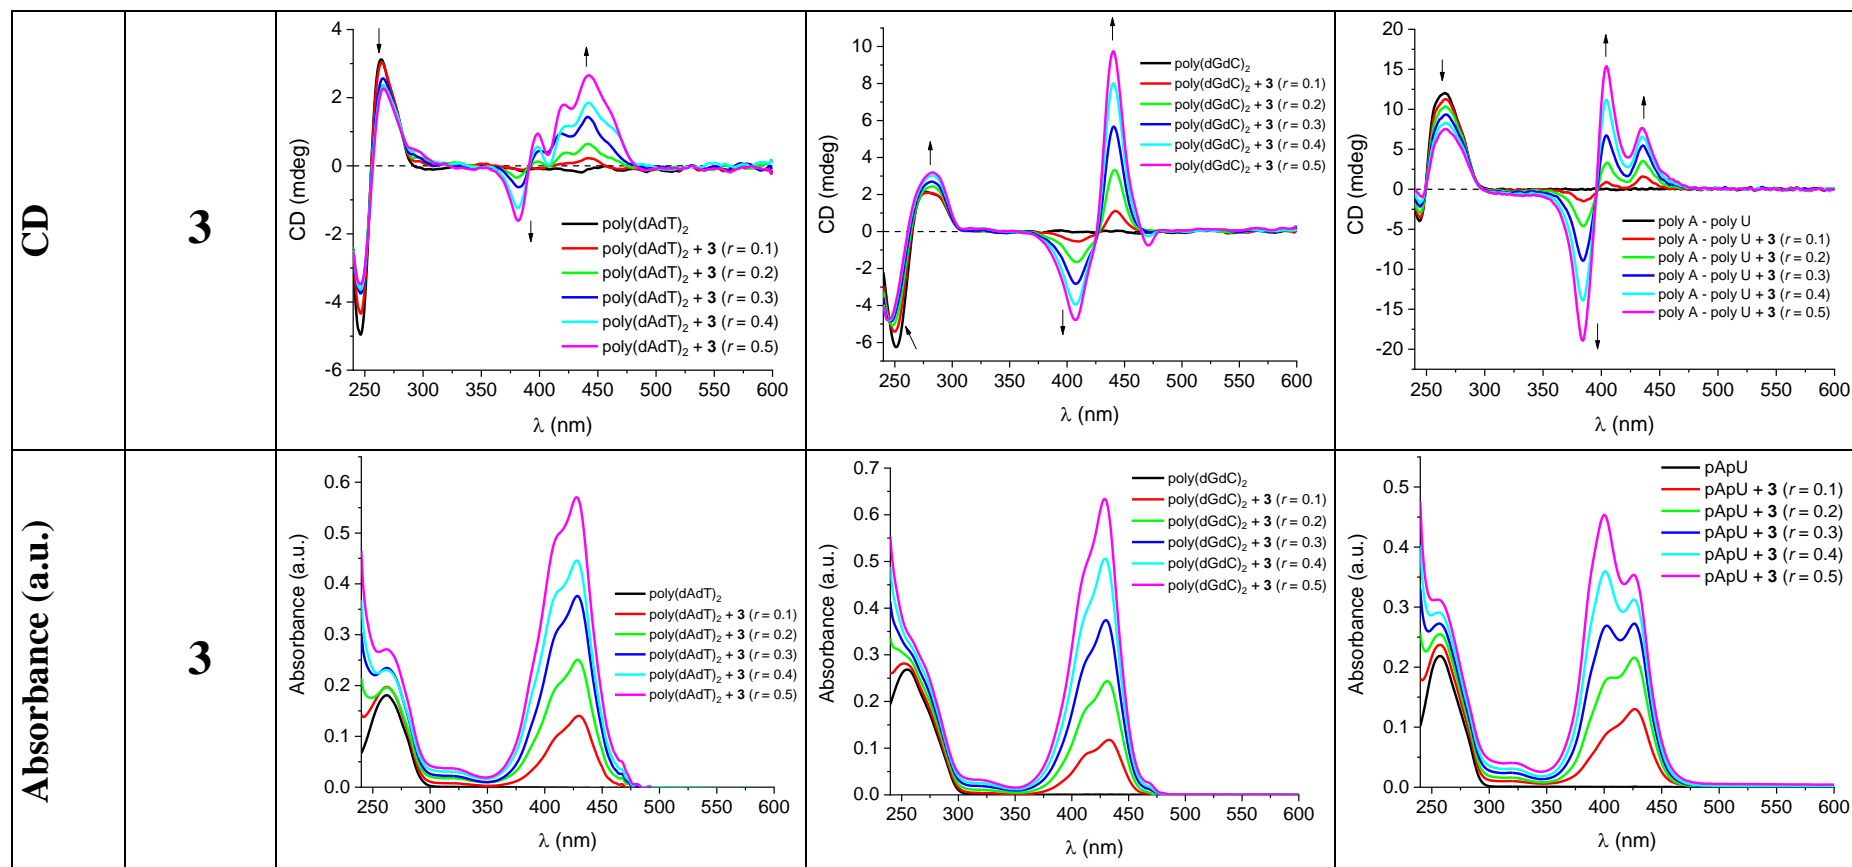 CD
3
4
2
0
-2
-4
-6
CD (mdeg)
250 300 350 400 450 500 550 600
λ (nm)
poly(dAdT)2
poly(dAdT)2 + 3 (r = 0.1)
poly(dAdT)2 + 3 (r = 0.2)
poly(dAdT)2 + 3 (r = 0.3)
poly(dAdT)2 + 3 (r = 0.4)
poly(dAdT)2 + 3 (r = 0.5)
10
8
6
4
2
0
-2
-4
-6
CD (mdeg)
250 300 350 400 450 500 550 600
λ (nm)
poly(dGdC)2
poly(dGdC)2 + 3 (r = 0.1)
poly(dGdC)2 + 3 (r = 0.2)
poly(dGdC)2 + 3 (r = 0.3)
poly(dGdC)2 + 3 (r = 0.4)
poly(dGdC)2 + 3 (r = 0.5)
20
15
10
5
0
-5
-10
-15
-20
CD (mdeg)
250 300 350 400 450 500 550 600
λ (nm)
poly A - poly U
poly A - poly U + 3 (r = 0.1)
poly A - poly U + 3 (r = 0.2)
poly A - poly U + 3 (r = 0.3)
poly A - poly U + 3 (r = 0.4)
poly A - poly U + 3 (r = 0.5)
Absorbance (a.u.)
3
0.6
0.5
0.4
0.3
0.2
0.1
0.0
Absorbance (a.u.)
250 300 350 400 450 500 550 600
λ (nm)
poly(dAdT)2
poly(dAdT)2 + 3 (r = 0.1)
poly(dAdT)2 + 3 (r = 0.2)
poly(dAdT)2 + 3 (r = 0.3)
poly(dAdT)2 + 3 (r = 0.4)
poly(dAdT)2 + 3 (r = 0.5)
0.7
0.6
0.5
0.4
0.3
0.2
0.1
0.0
Absorbance (a.u.)
250 300 350 400 450 500 550 600
λ (nm)
poly(dGdC)2
poly(dGdC)2 + 3 (r = 0.1)
poly(dGdC)2 + 3 (r = 0.2)
poly(dGdC)2 + 3 (r = 0.3)
poly(dGdC)2 + 3 (r = 0.4)
poly(dGdC)2 + 3 (r = 0.5)
0.5
0.4
0.3
0.2
0.1
0.0
Absorbance (a.u.)
250 300 350 400 450 500 550 600
λ (nm)
pApU
pApU + 3 (r = 0.1)
pApU + 3 (r = 0.2)
pApU + 3 (r = 0.3)
pApU + 3 (r = 0.4)
pApU + 3 (r = 0.5)